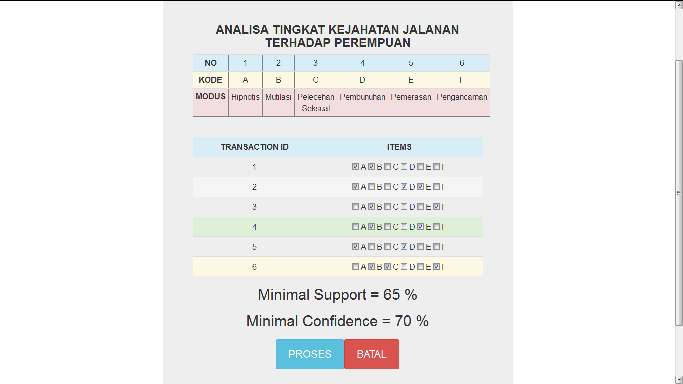 ANALISA TINGKAT KEJAHATAN JALANAN
TERHADAP PEREMPUAN
NO 1 2 3 4 5 6
KODE A B C D E I
MODUS Hipnotis Mutilasi Pelecehan Seksual Pembunuhan Pemerasan Pengancaman
TRANSACTION ID ITEMS
1 A B C D E I
2 A B C D E I
3 A B C D E I
4 A B C D E I
5 A B C D E I
6 A B C D E I
Minimal Support = 65 %
Minimal Confidence = 70 %
PROSES BATAL